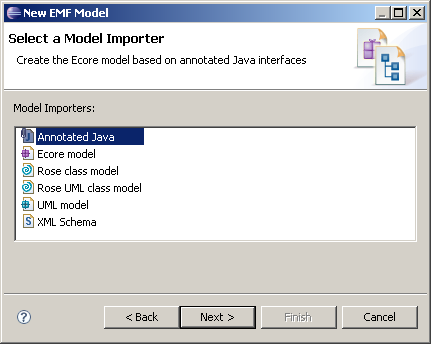 New EMF Model
Select a Model Importer
Create the Ecore model based on annotated Java interfaces
Model Importers:
Annotated Java
Ecore model
Rose class model
Rose UML class model
UML model
XML Schema
< Back
Next >
Finish
Cancel